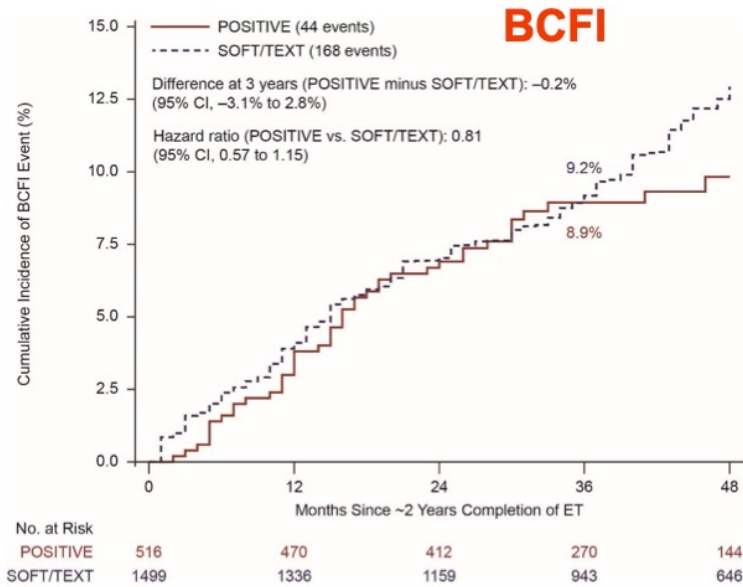 BCFI
POSITIVE (44 events)
SOFT/TEXT (168 events)
Difference at 3 years (POSITIVE minus SOFT/TEXT): –0.2%
(95% CI, –3.1% to 2.8%)
Hazard ratio (POSITIVE vs. SOFT/TEXT): 0.81
(95% CI, 0.57 to 1.15)
Cumulative Incidence of BCFI Event (%)
15.0
12.5
10.0
7.5
5.0
2.5
0.0
9.2%
8.9%
0 12 24 36 48
Months Since ~2 Years Completion of ET
No. at Risk
POSITIVE 516 470 412 270 144
SOFT/TEXT 1499 1336 1159 943 646